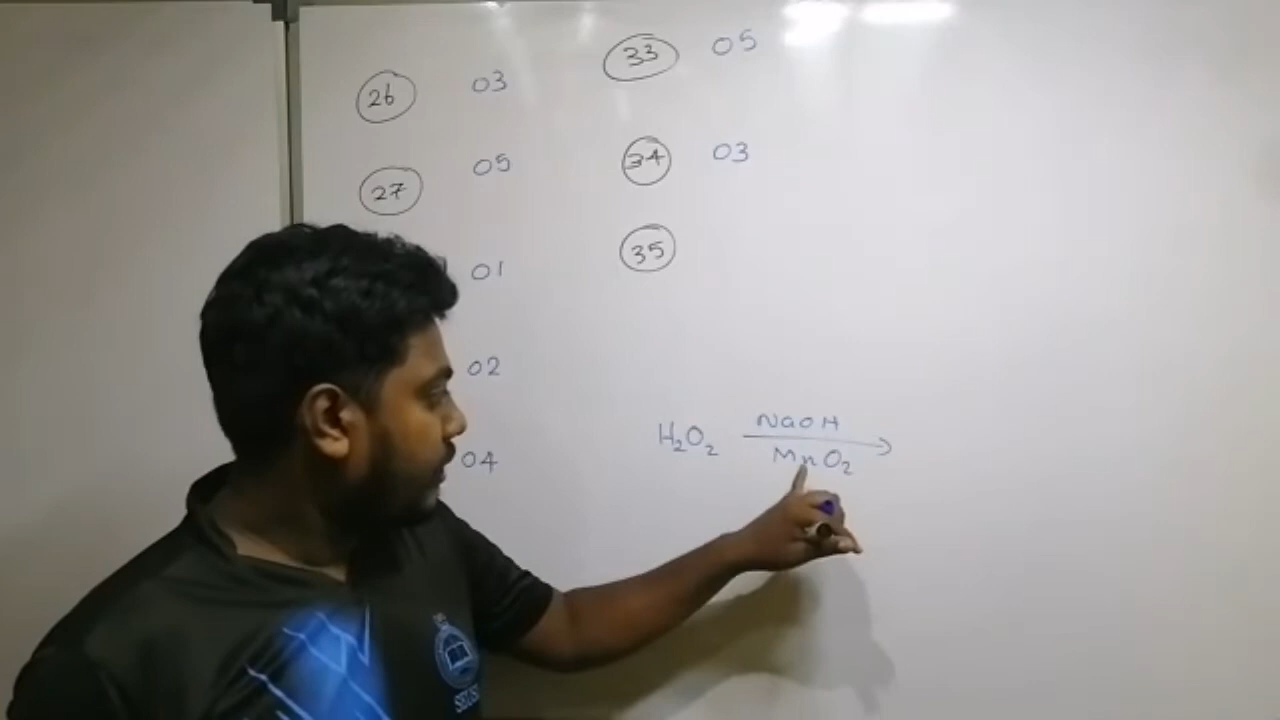 26 03
27 05
01
02
04
33 05
34 03
35
NaOH
H₂O₂ →
MnO₂